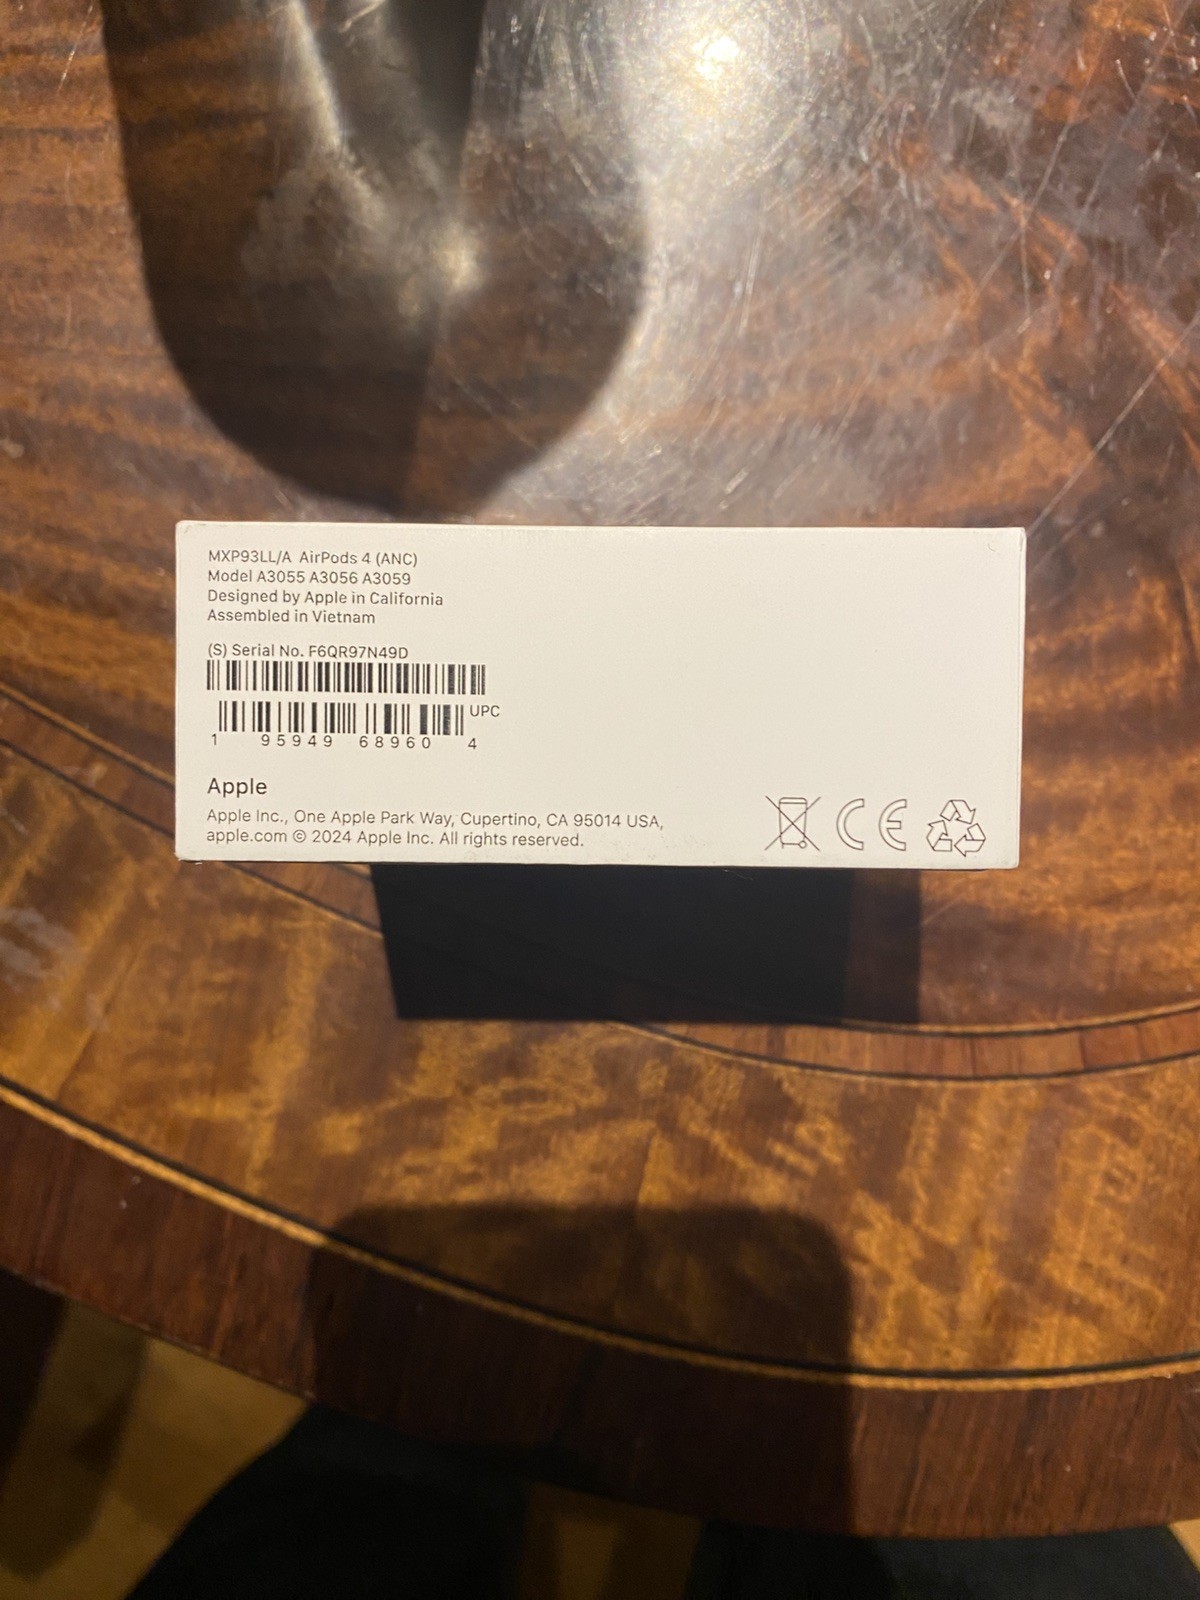 MXP93LL/A AirPods 4 (ANC)
Model A3055 A3056 A3059
Designed by Apple in California
Assembled in Vietnam
(S) Serial No. F6QR97N49D
UPC
1 95949 68960 4
Apple
Apple Inc., One Apple Park Way, Cupertino, CA 95014 USA,
apple.com © 2024 Apple Inc. All rights reserved.
CE